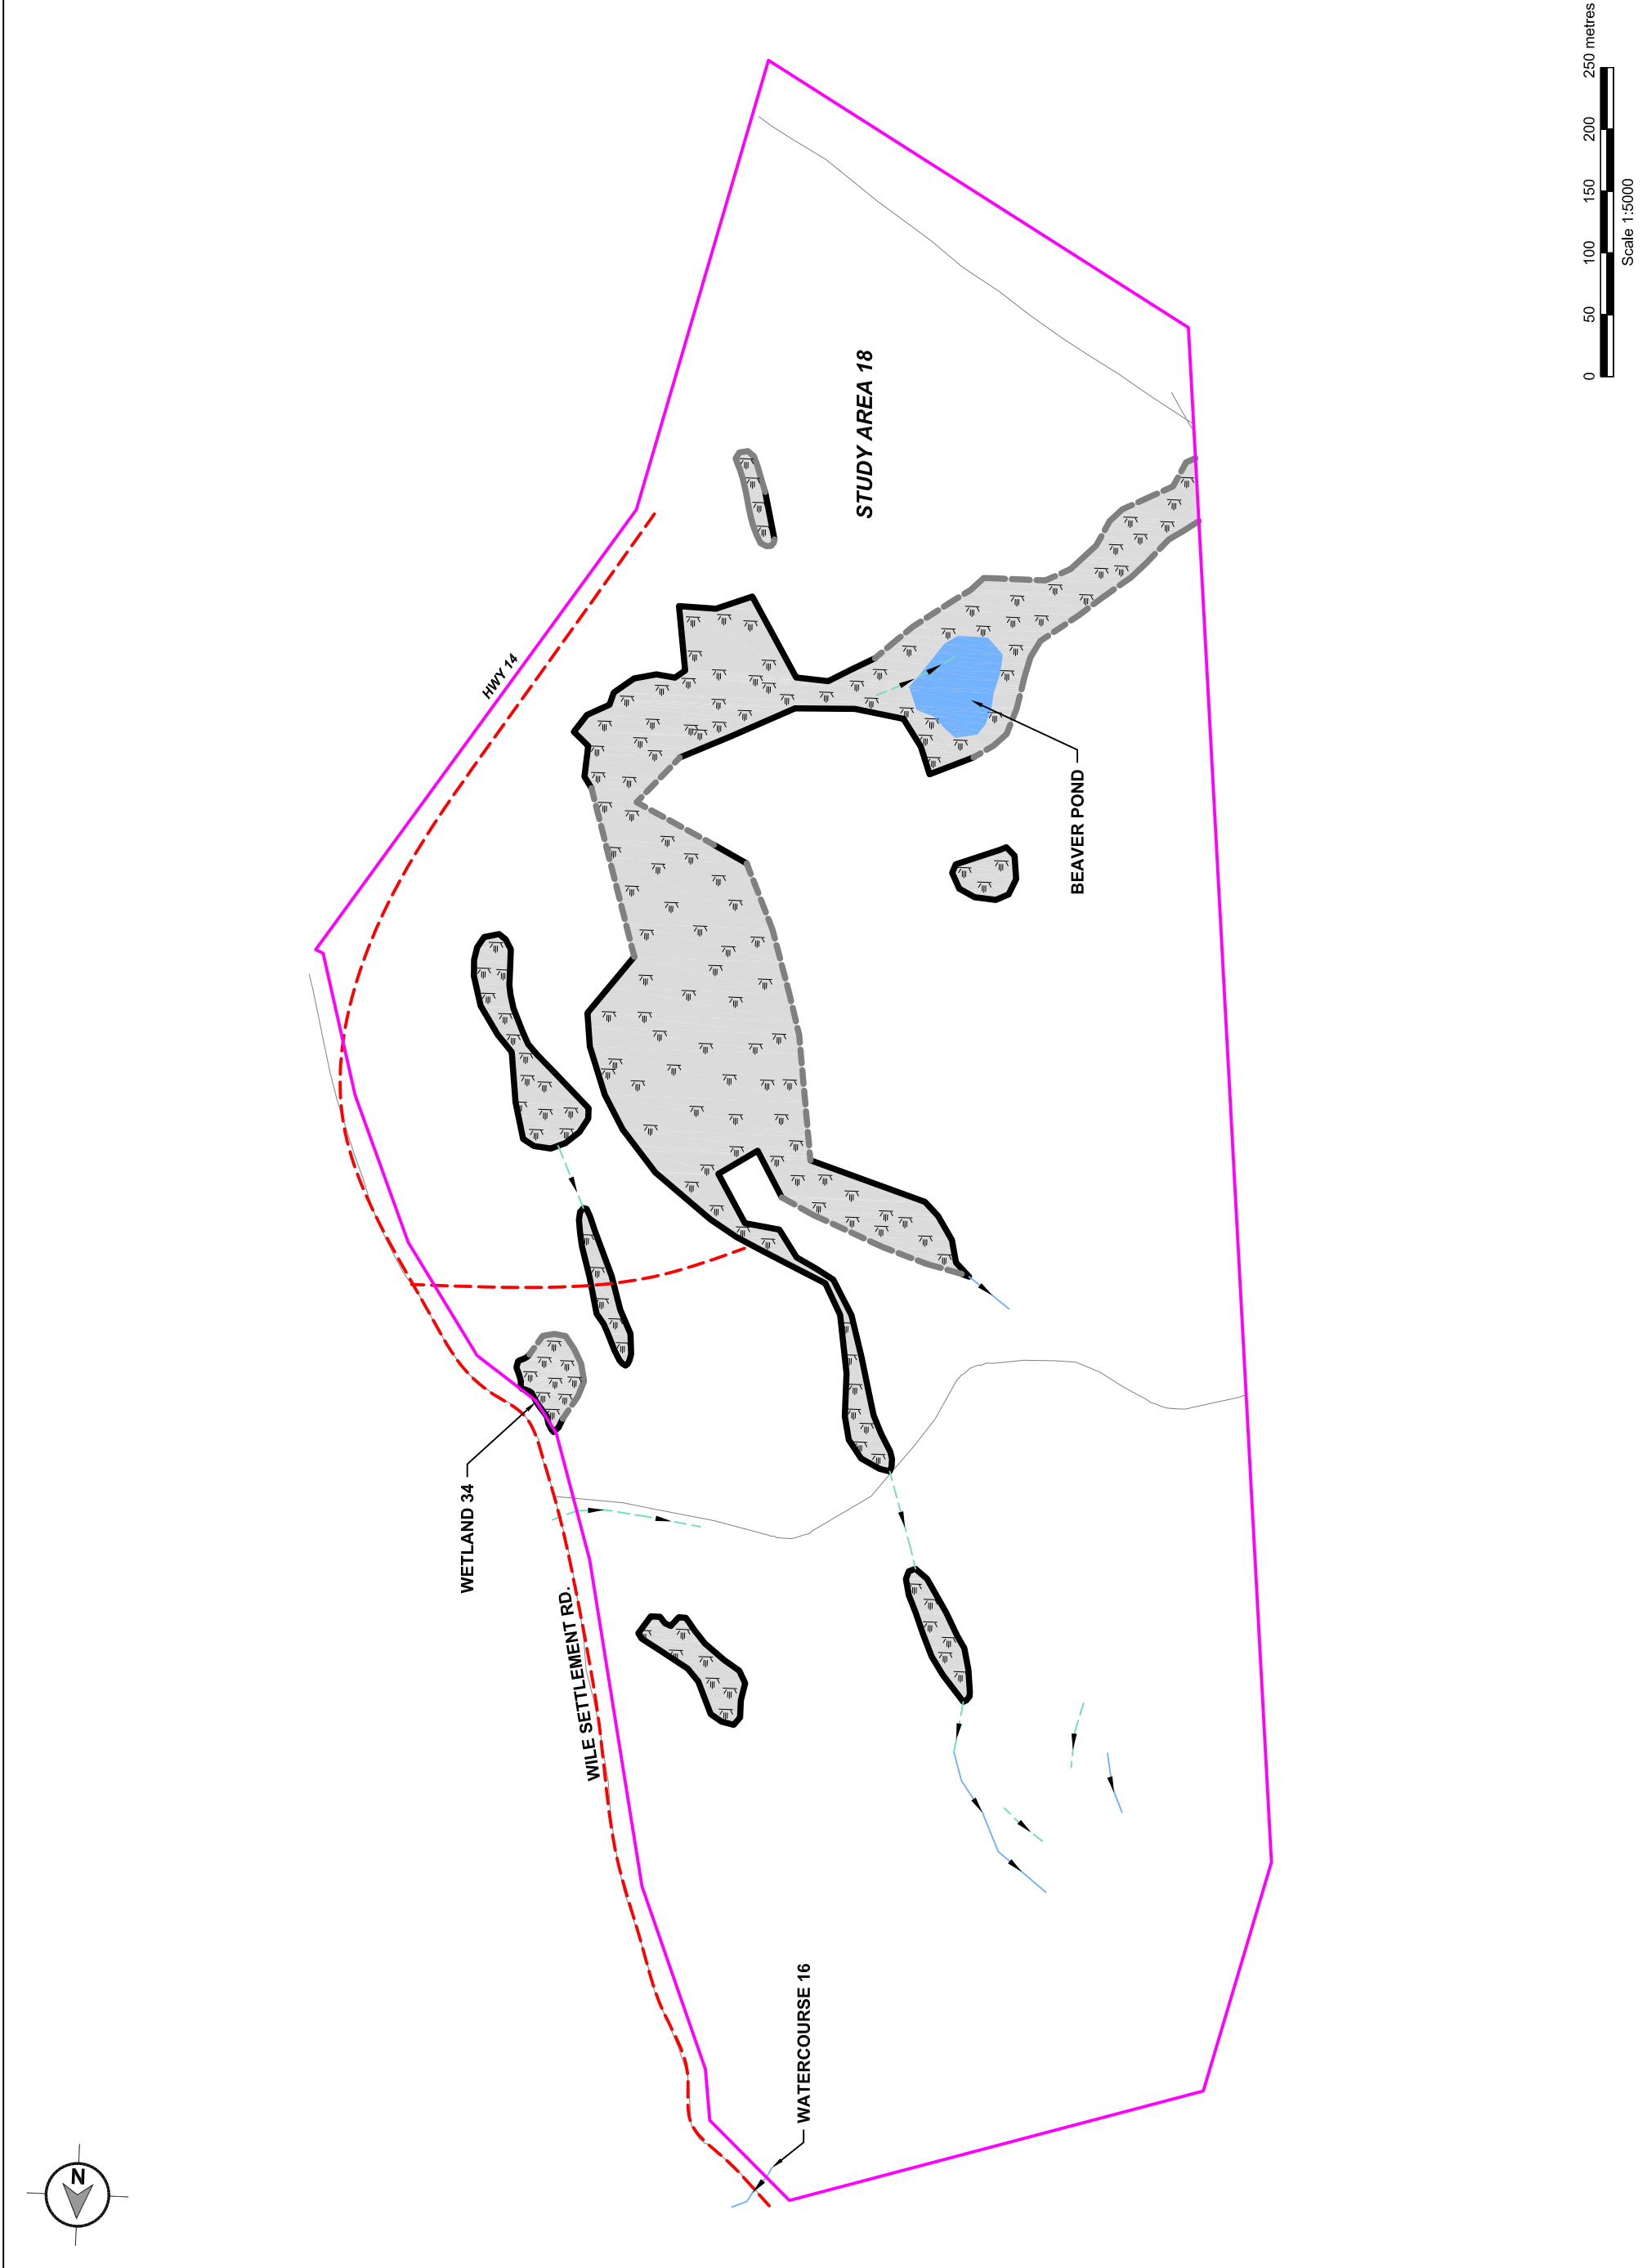 250 metres
200
150
100
50
0
Scale 1:5000
STUDY AREA 18
HWY 14
BEAVER POND
WETLAND 34
WILE SETTLEMENT RD.
WATERCOURSE 16
N